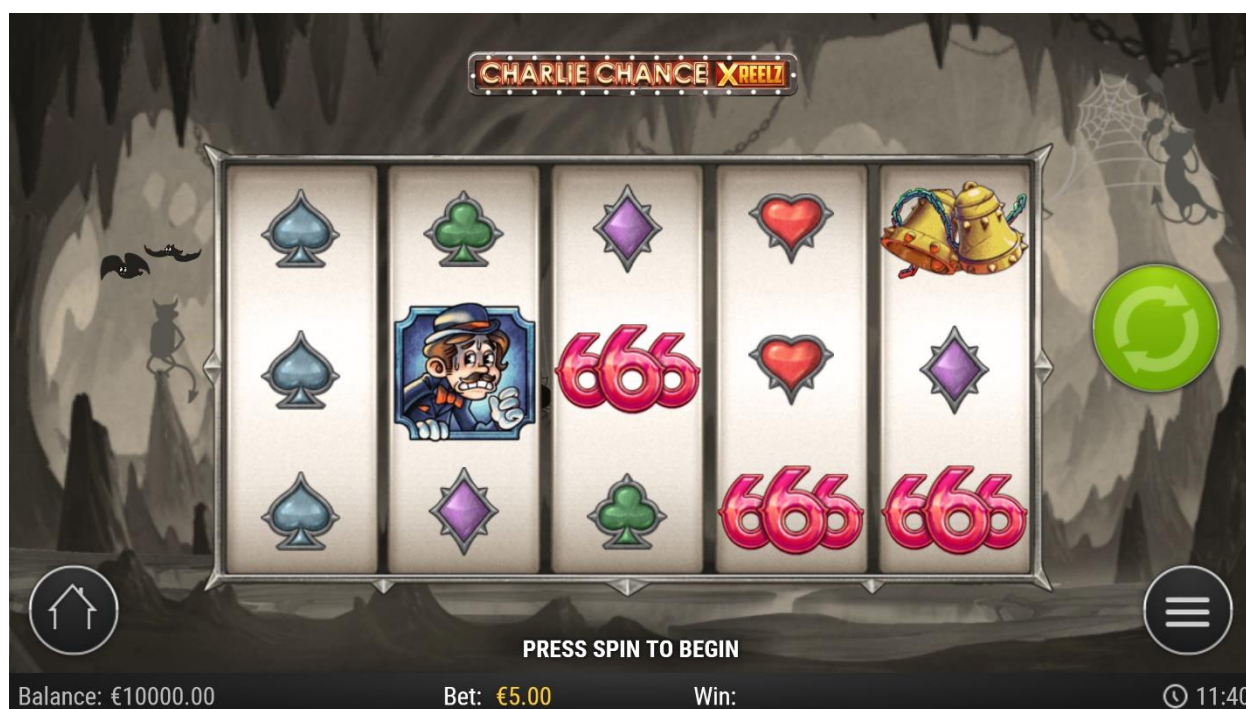 CHARLIE CHANCE XREELZ
666
666 666
PRESS SPIN TO BEGIN
Balance: €10000.00 Bet: €5.00 Win: 11:40